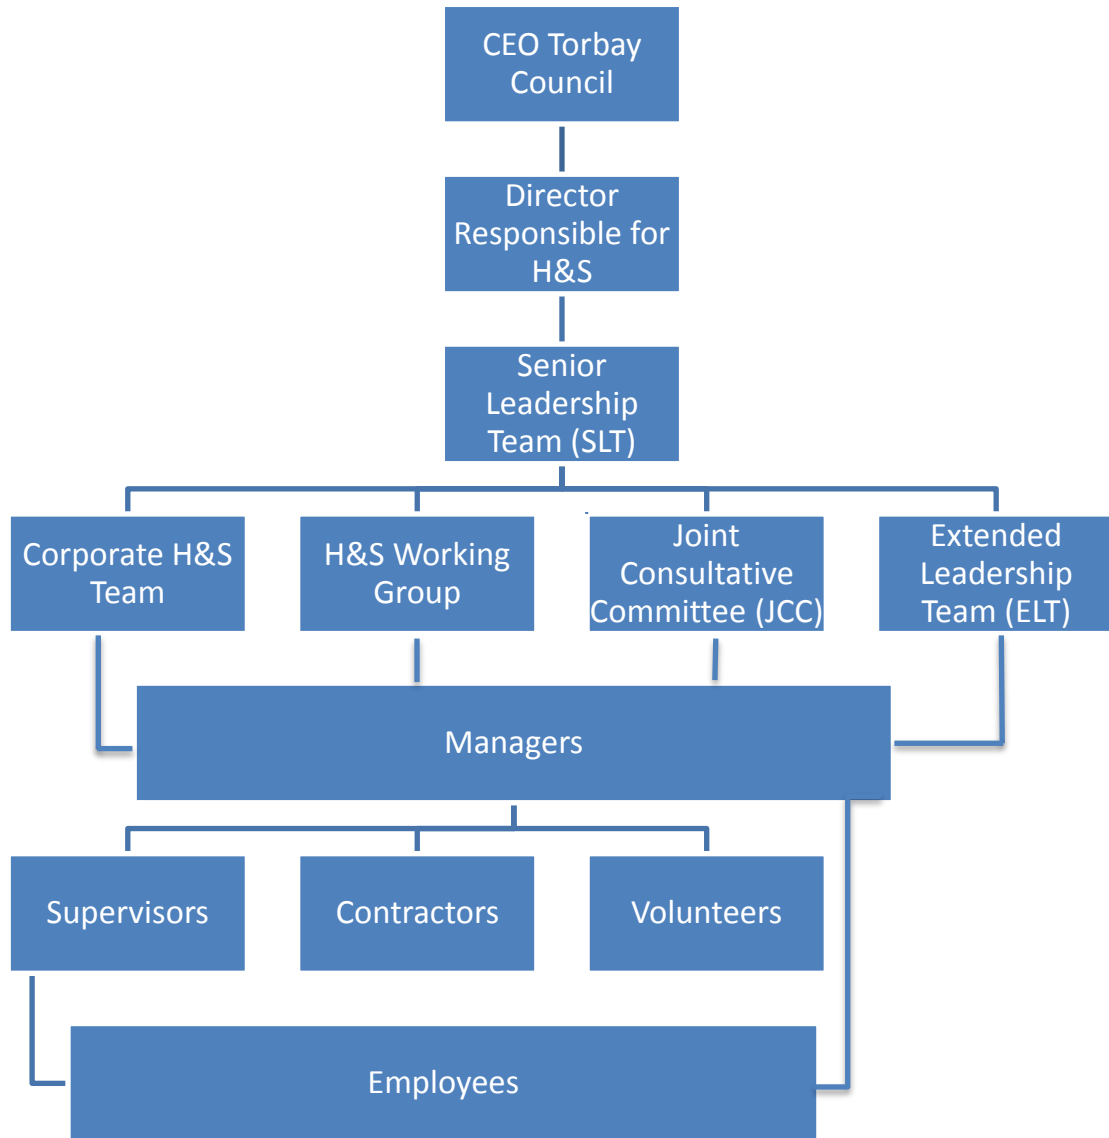 CEO Torbay
Council
Director
Responsible for
H&S
Senior
Leadership
Team (SLT)
Corporate H&S
Team
H&S Working
Group
Joint
Consultative
Committee (JCC)
Extended
Leadership
Team (ELT)
Managers
Supervisors
Contractors
Volunteers
Employees